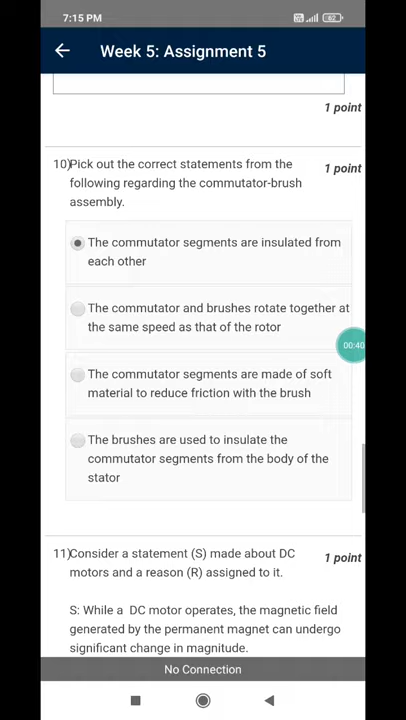 7:15 PM
62
Week 5: Assignment 5
1 point
10)Pick out the correct statements from the
following regarding the commutator-brush
assembly.
1 point
The commutator segments are insulated from
each other
The commutator and brushes rotate together at
the same speed as that of the rotor
00:40
The commutator segments are made of soft
material to reduce friction with the brush
The brushes are used to insulate the
commutator segments from the body of the
stator
11)Consider a statement (S) made about DC
motors and a reason (R) assigned to it.
1 point
S: While a DC motor operates, the magnetic field
generated by the permanent magnet can undergo
significant change in magnitude.
No Connection